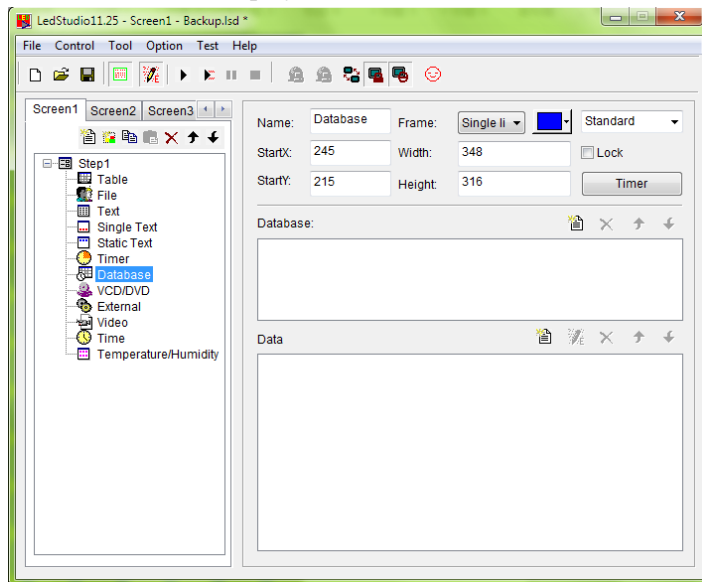 LedStudio11.25 - Screen1 - Backup.lsd *
File Control Tool Option Test Help
Screen1 Screen2 Screen3
Step1
Table
File
Text
Single Text
Static Text
Timer
Database
VCD/DVD
External
Video
Time
Temperature/Humidity
Name: Database Frame: Single li Standard
StartX: 245 Width: 348 Lock
StartY: 215 Height: 316 Timer
Database:
Data